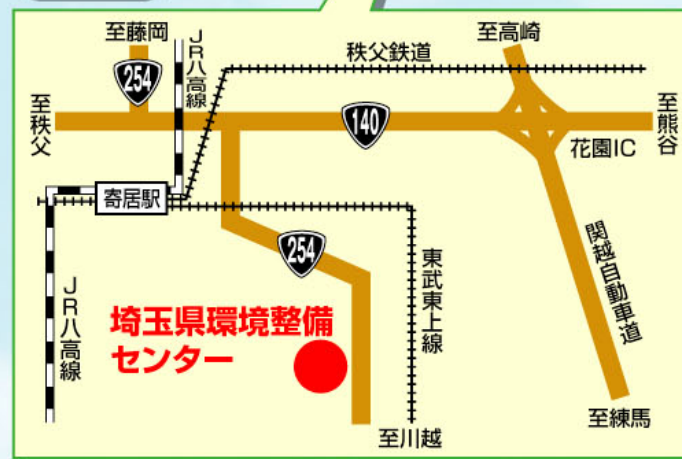 至藤岡
JR八高線
秩父鉄道
至高崎
254
至秩父
140
至熊谷
花園IC
寄居駅
254
関越自動車道
東武東上線
JR八高線
埼玉県環境整備
センター
至川越
至練馬